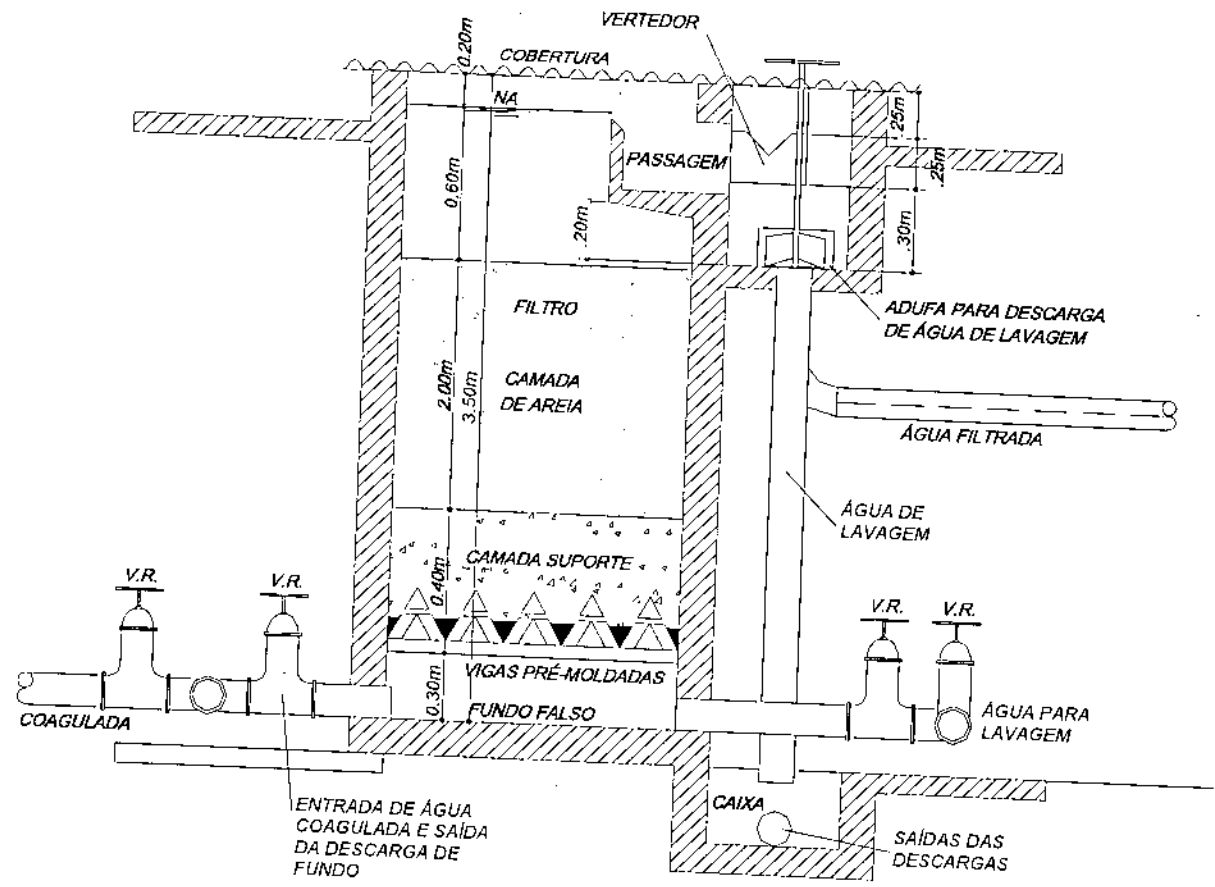 VERTEDOR
0.20m
COBERTURA
NA
.25m
PASSAGEM
.25m
0.60m
.20m
.30m
FILTRO
ADUFA PARA DESCARGA
DE ÁGUA DE LAVAGEM
CAMADA
DE AREIA
2.00m
3.50m
ÁGUA FILTRADA
ÁGUA DE
LAVAGEM
CAMADA SUPORTE
0.40m
V.R.
V.R.
V.R.
V.R.
VIGAS PRÉ-MOLDADAS
0.30m
FUNDO FALSO
COAGULADA
ÁGUA PARA
LAVAGEM
CAIXA
ENTRADA DE ÁGUA
COAGULADA E SAÍDA
DA DESCARGA DE
FUNDO
SAÍDAS DAS
DESCARGAS